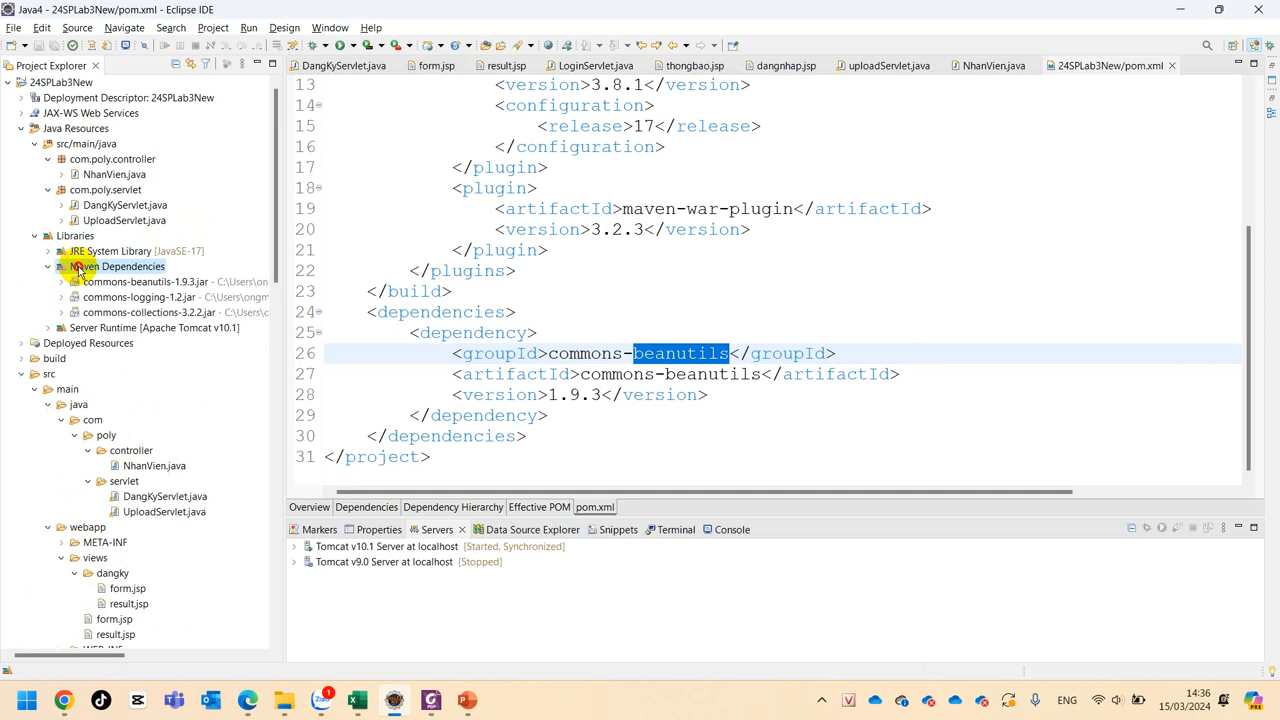 Java4 - 24SPLab3New/pom.xml - Eclipse IDE
File Edit Source Navigate Search Project Run Design Window Help
Project Explorer
DangKyServlet.java form.jsp result.jsp LoginServlet.java thongbao.jsp dangnhap.jsp uploadServlet.java NhanVien.java 24SPLab3New/pom.xml
24SPLab3New
Deployment Descriptor: 24SPLab3New
JAX-WS Web Services
Java Resources
src/main/java
com.poly.controller
NhanVien.java
com.poly.servlet
DangKyServlet.java
UploadServlet.java
Libraries
JRE System Library [JavaSE-17]
Maven Dependencies
commons-beanutils-1.9.3.jar - C:\Users\on
commons-logging-1.2.jar - C:\Users\ongm
commons-collections-3.2.2.jar - C:\Users\
Server Runtime [Apache Tomcat v10.1]
Deployed Resources
build
src
main
java
com
poly
controller
NhanVien.java
servlet
DangKyServlet.java
UploadServlet.java
webapp
META-INF
views
dangky
form.jsp
result.jsp
form.jsp
result.jsp
13 <version>3.8.1</version>
14 <configuration>
15 <release>17</release>
16 </configuration>
17 </plugin>
18 <plugin>
19 <artifactId>maven-war-plugin</artifactId>
20 <version>3.2.3</version>
21 </plugin>
22 </plugins>
23 </build>
24 <dependencies>
25 <dependency>
26 <groupId>commons-beanutils</groupId>
27 <artifactId>commons-beanutils</artifactId>
28 <version>1.9.3</version>
29 </dependency>
30 </dependencies>
31 </project>
Overview Dependencies Dependency Hierarchy Effective POM pom.xml
Markers Properties Servers Data Source Explorer Snippets Terminal Console
Tomcat v10.1 Server at localhost [Started, Synchronized]
Tomcat v9.0 Server at localhost [Stopped]
ENG
14:36
15/03/2024